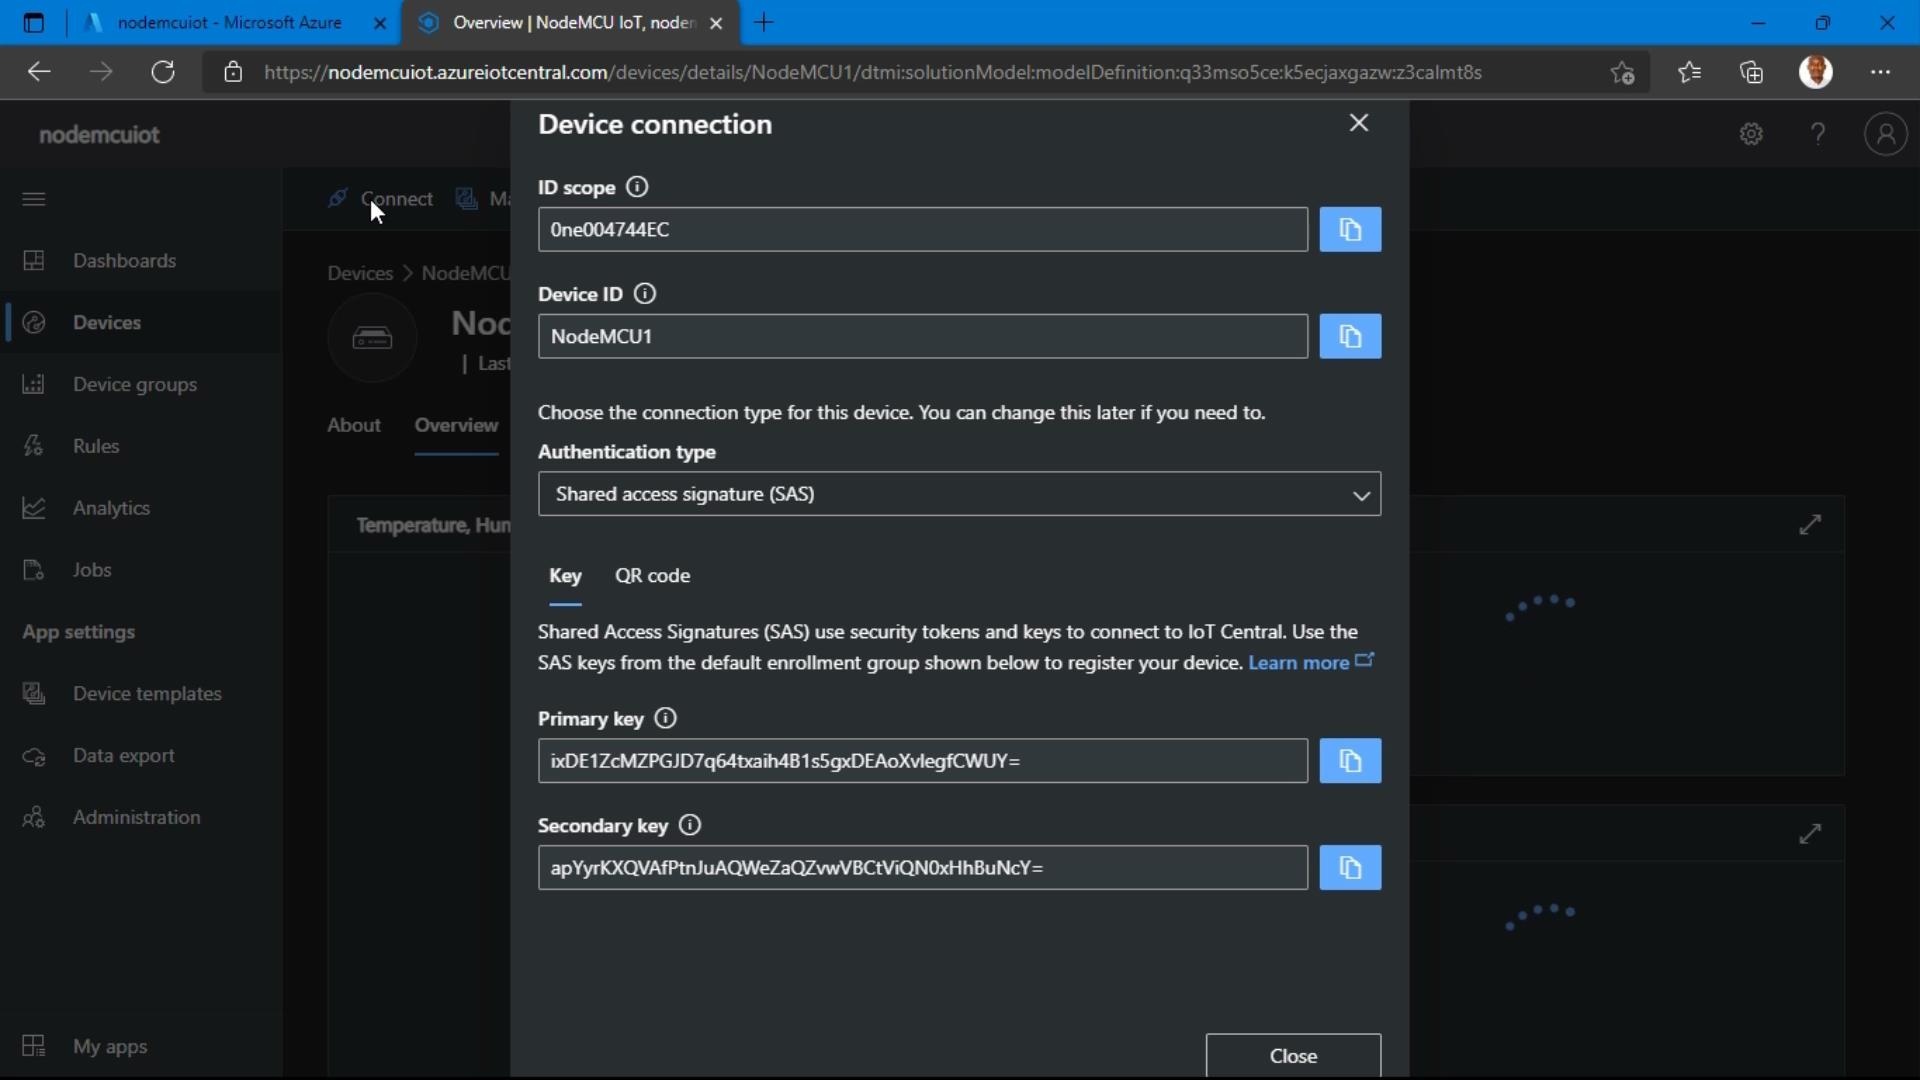 nodemcuiot - Microsoft Azure
Overview | NodeMCU IoT, noden
https://nodemcuiot.azureiotcentral.com/devices/details/NodeMCU1/dtmi:solutionModel:modelDefinition:q33mso5ce:k5ecjaxgazw:z3calmt8s
nodemcuiot
Connect
Ma
Dashboards
Devices
Device groups
Rules
Analytics
Jobs
App settings
Device templates
Data export
Administration
My apps
Devices > NodeMCU
Nod
| Last
About
Overview
Temperature, Hum
Device connection
ID scope
0ne004744EC
Device ID
NodeMCU1
Choose the connection type for this device. You can change this later if you need to.
Authentication type
Shared access signature (SAS)
Key
QR code
Shared Access Signatures (SAS) use security tokens and keys to connect to IoT Central. Use the
SAS keys from the default enrollment group shown below to register your device. Learn more
Primary key
ixDE1ZcMZPGJD7q64txaih4B1s5gxDEAoXvlegfCWUY=
Secondary key
apYyrKXQVAfPtnJuAQWeZaQZvwVBCtViQN0xHhBuNcY=
Close